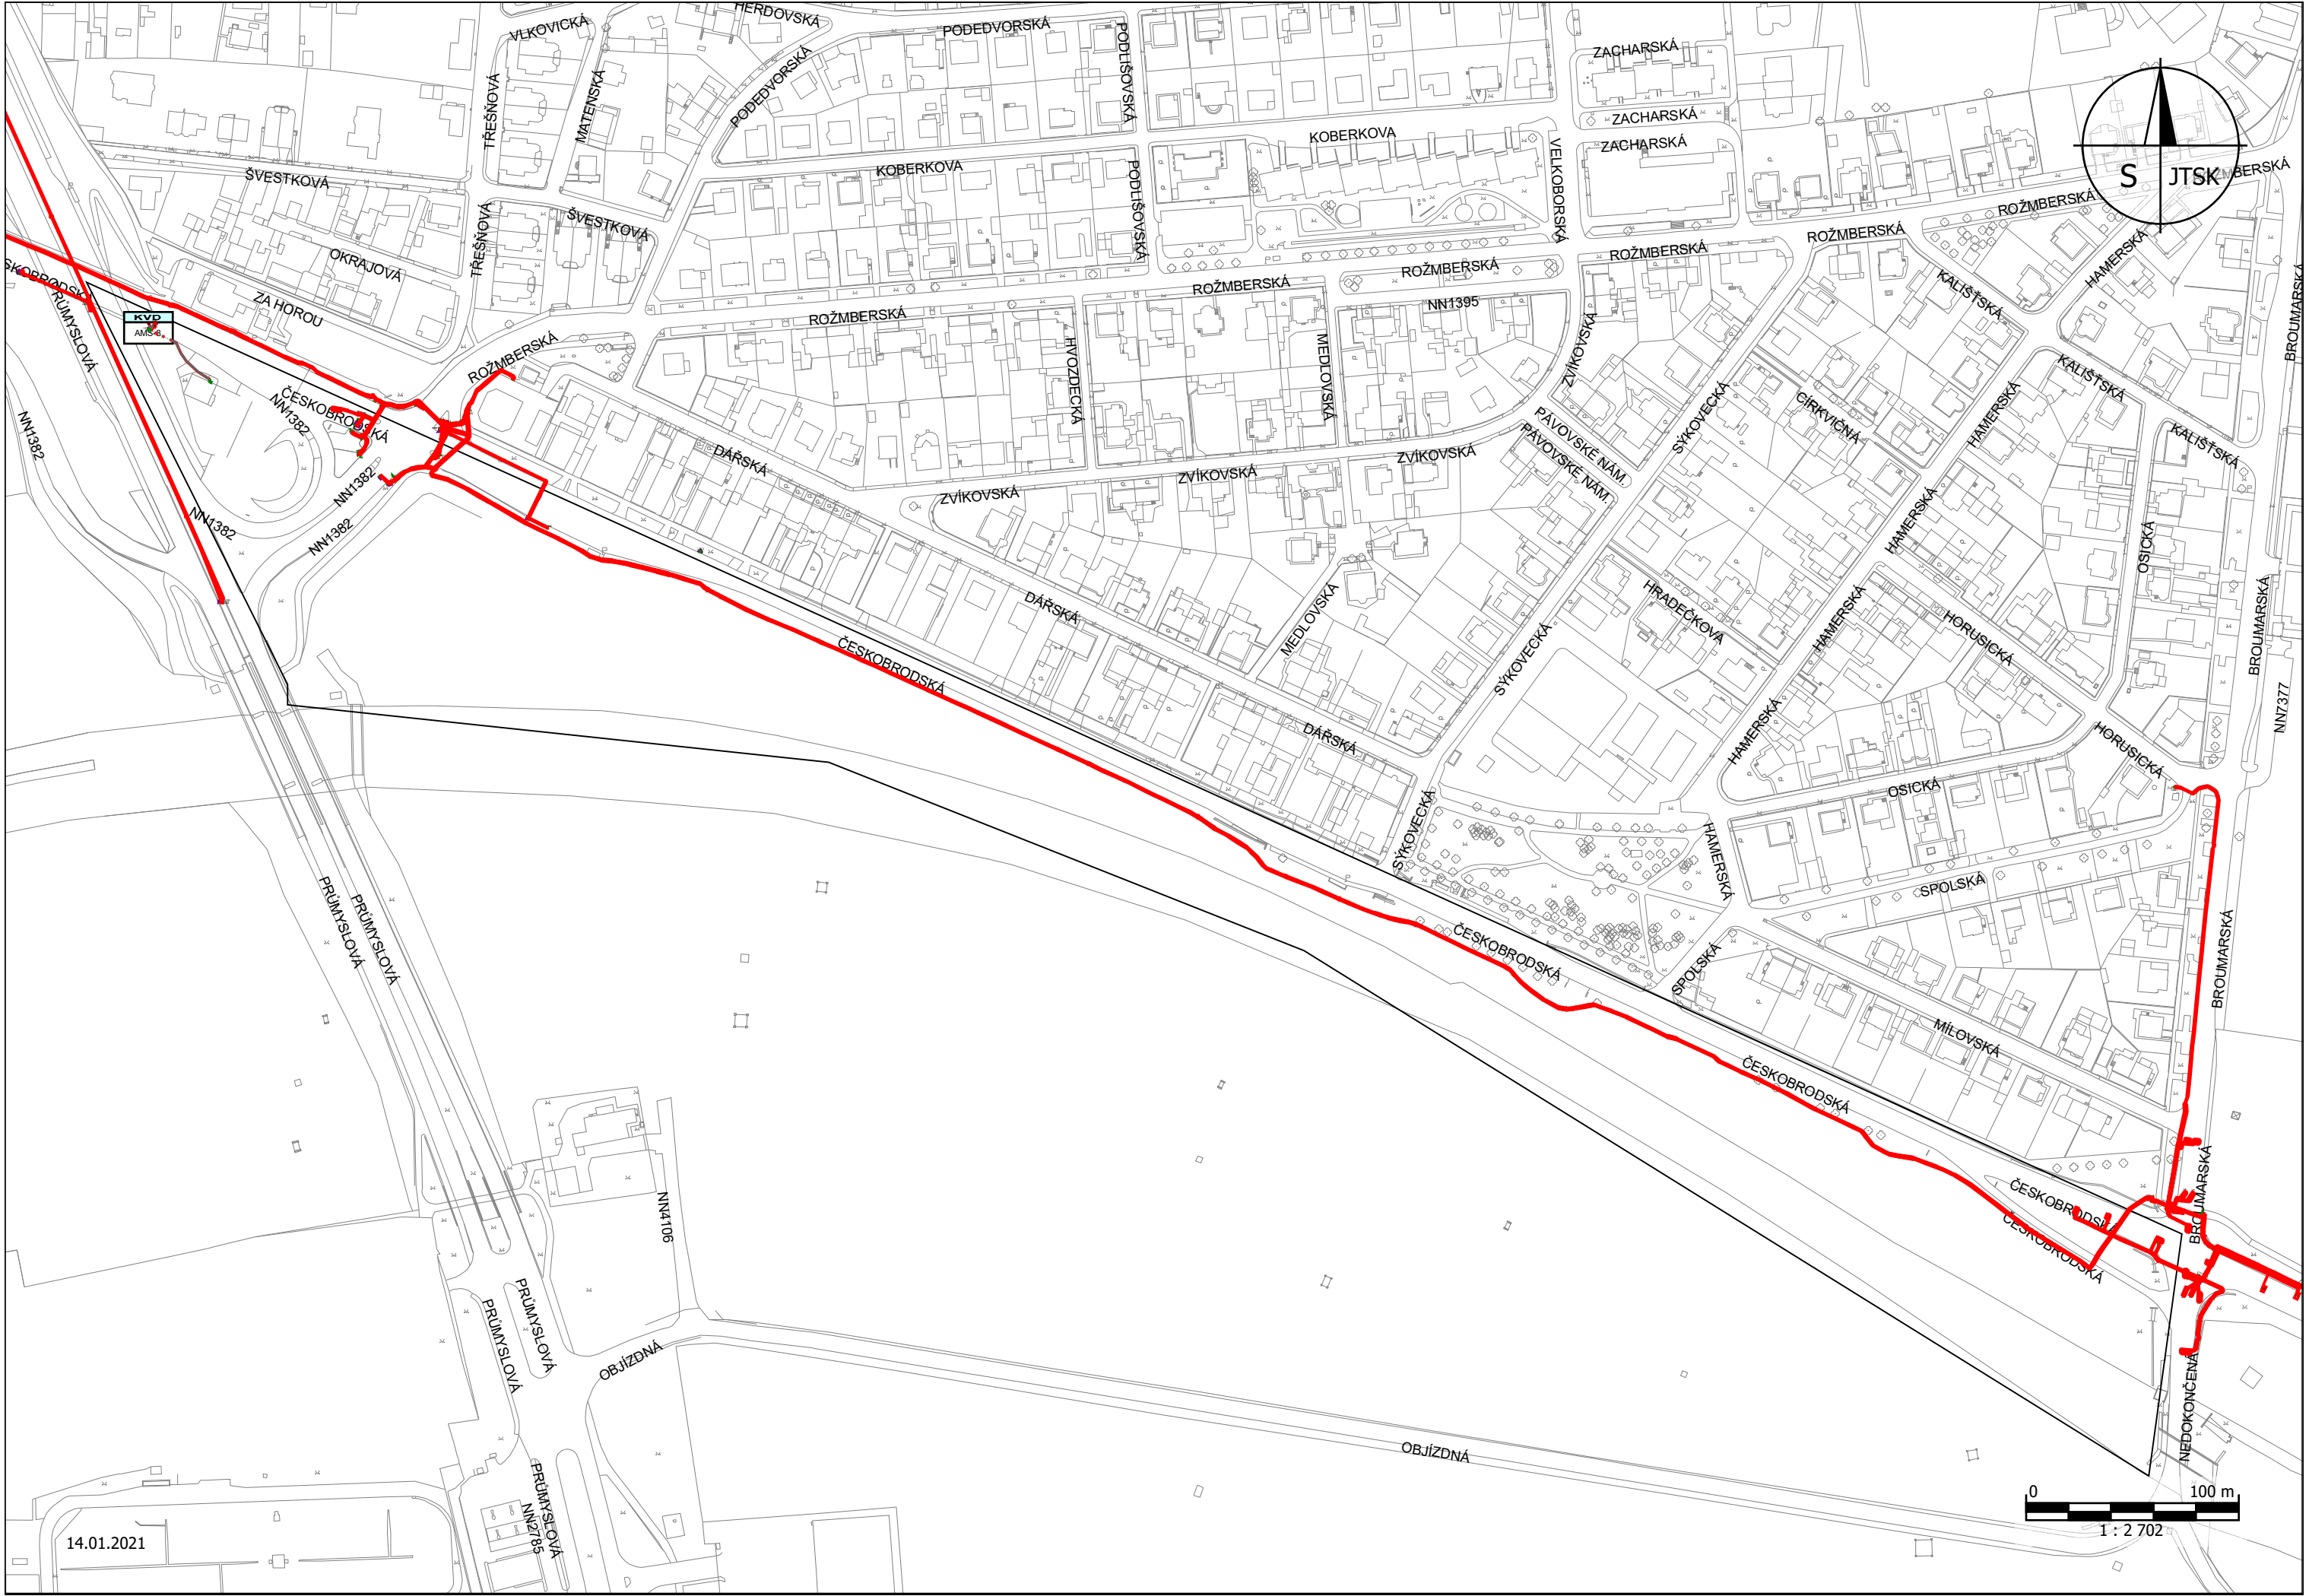 HERDOVSKÁ
VLKOVICKÁ
PODEDVORSKÁ
PODLIŠOVSKÁ
ZACHARSKÁ
TŘEŠŇOVÁ
MATENSKÁ
PODEDVORSKÁ
ZACHARSKÁ
KOBERKOVA
ZACHARSKÁ
VELKOBORSKÁ
KOBERKOVA
PODLIŠOVSKÁ
ŠVESTKOVÁ
S
JTSK
ROŽMBERSKÁ
TŘEŠŇOVÁ
ŠVESTKOVÁ
ROŽMBERSKÁ
ROŽMBERSKÁ
ROŽMBERSKÁ
HAMERSKÁ
OKRAJOVÁ
ROŽMBERSKÁ
ROŽMBERSKÁ
KALIŠŤSKÁ
BROUMARSKÁ
NN1395
ZA HOROU
ROŽMBERSKÁ
PRŮMYSLOVÁ
KVD
AMS 8
ROŽMBERSKÁ
HVOZDECKÁ
MEDLOVSKÁ
ZVÍKOVSKÁ
KALIŠŤSKÁ
NN1382
ČESKOBRODSKÁ
NN1382
SÝKOVECKÁ
CÍRKVIČNÁ
HAMERSKÁ
KALIŠŤSKÁ
PÁVOVSKÉ NÁM.
PÁVOVSKÉ NÁM.
DÁŘSKÁ
ZVÍKOVSKÁ
ZVÍKOVSKÁ
ZVÍKOVSKÁ
NN1382
NN1382
NN1382
HAMERSKÁ
OSICKÁ
DÁŘSKÁ
MEDLOVSKÁ
HRADEČKOVA
HAMERSKÁ
HORUSICKÁ
BROUMARSKÁ
ČESKOBRODSKÁ
SÝKOVECKÁ
NN7377
DÁŘSKÁ
HAMERSKÁ
HORUSICKÁ
OSICKÁ
SÝKOVECKÁ
HAMERSKÁ
SPOLSKÁ
PRŮMYSLOVÁ
PRŮMYSLOVÁ
ČESKOBRODSKÁ
SPOLSKÁ
BROUMARSKÁ
MÍLOVSKÁ
ČESKOBRODSKÁ
NN4106
ČESKOBRODSKÁ
BROUMARSKÁ
ČESKOBRODSKÁ
PRŮMYSLOVÁ
PRŮMYSLOVÁ
OBJÍZDNÁ
NEDOKONČENÁ
OBJÍZDNÁ
PRŮMYSLOVÁ
NN2785
0 100 m
1 : 2 702
14.01.2021